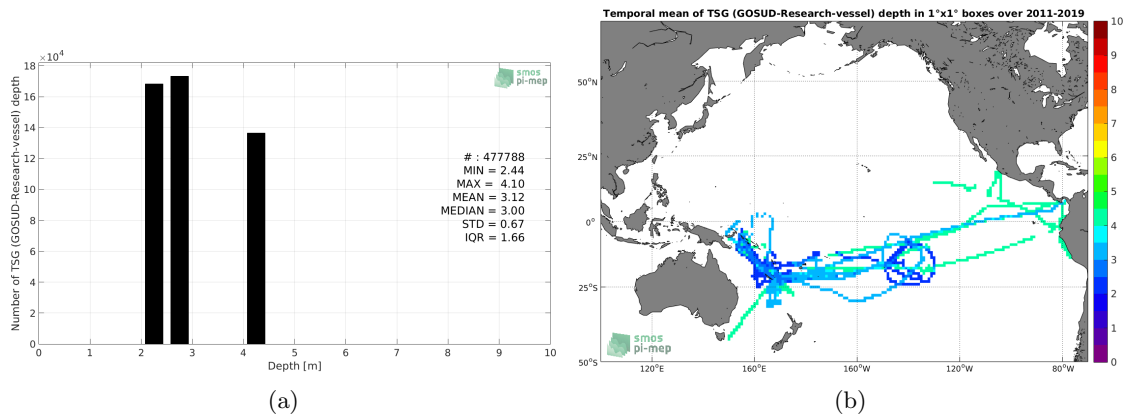 ×10⁴
18
16
14
12
10
8
6
4
2
0
Number of TSG (GOSUD-Research-vessel) depth
smos
pi-mep
# : 477788
MIN = 2.44
MAX = 4.10
MEAN = 3.12
MEDIAN = 3.00
STD = 0.67
IQR = 1.66
0 1 2 3 4 5 6 7 8 9 10
Depth [m]
(a)
Temporal mean of TSG (GOSUD-Research-vessel) depth in 1°x1° boxes over 2011-2019
50°N
25°N
0°
25°S
50°S
smos
pi-mep
120°E 160°E 160°W 120°W 80°W
10
9
8
7
6
5
4
3
2
1
0
(b)